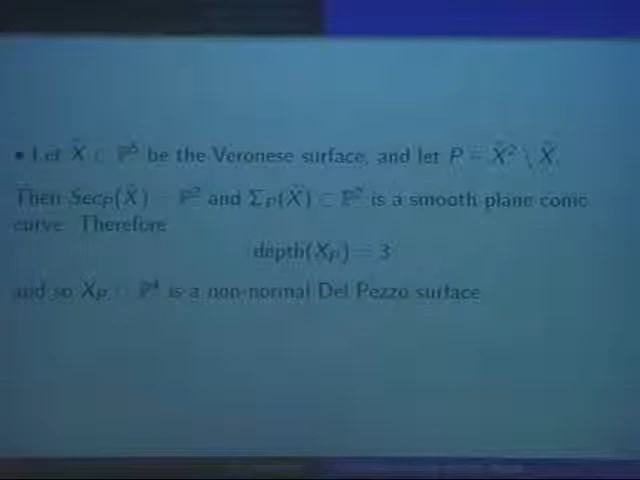 • Let X̃ ⊂ ℙ⁵ be the Veronese surface, and let P = X̃² \ X̃.
Then Sec_P(X̃) = ℙ² and Σ_P(X̃) ⊂ ℙ² is a smooth plane conic
curve. Therefore
depth(X_P) = 3
and so X_P ⊂ ℙ⁴ is a non-normal Del Pezzo surface